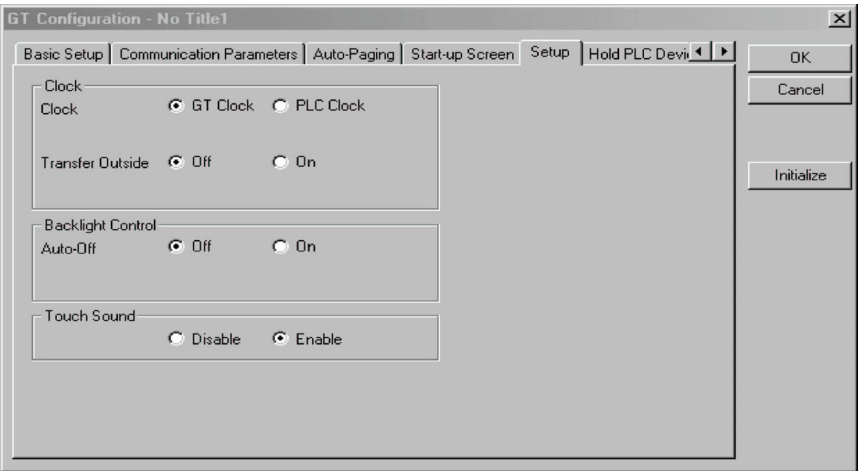 GT Configuration - No Title1
Basic Setup Communication Parameters Auto-Paging Start-up Screen Setup Hold PLC Devi
OK
Cancel
Initialize
Clock
Clock GT Clock PLC Clock
Transfer Outside Off On
Backlight Control
Auto-Off Off On
Touch Sound
Disable Enable